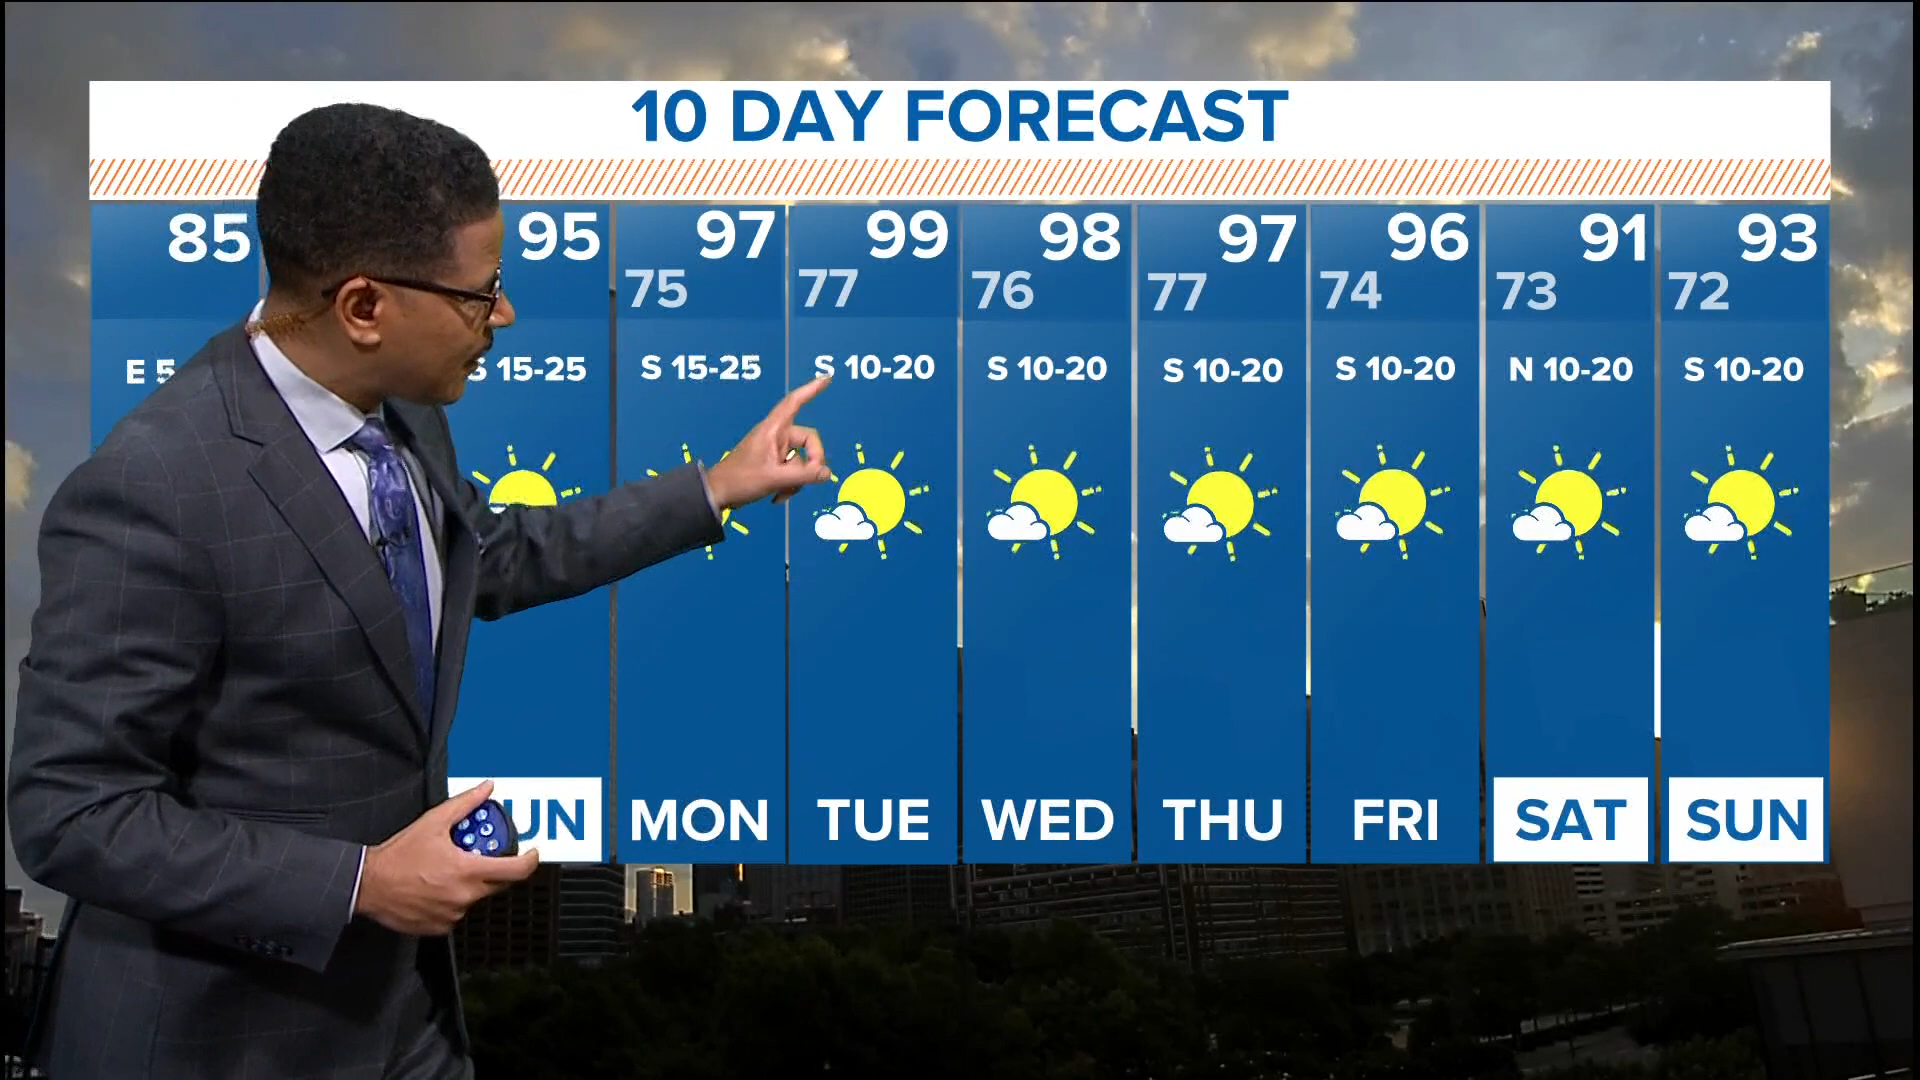 10 DAY FORECAST
85 95 97 99 98 97 96 91 93
75 77 76 77 74 73 72
E 5 S 15-25 S 15-25 S 10-20 S 10-20 S 10-20 S 10-20 N 10-20 S 10-20
UN MON TUE WED THU FRI SAT SUN